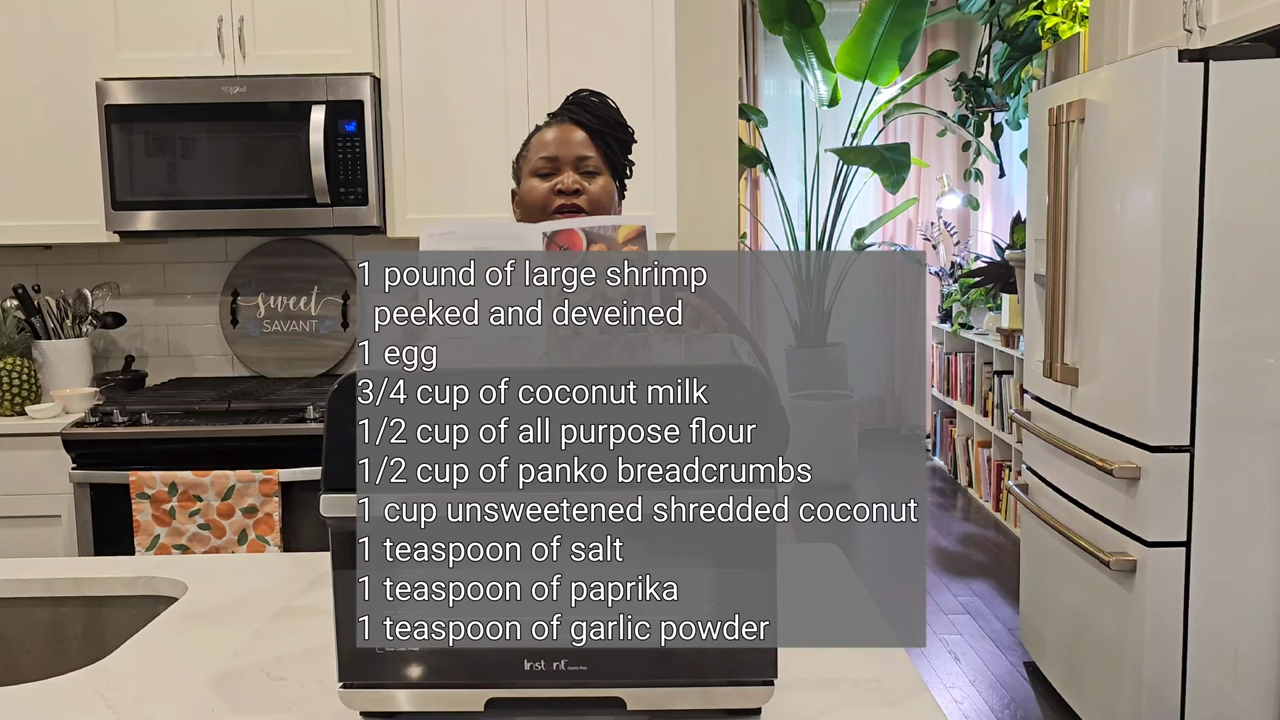 sweet
SAVANT
1 pound of large shrimp
peeked and deveined
1 egg
3/4 cup of coconut milk
1/2 cup of all purpose flour
1/2 cup of panko breadcrumbs
1 cup unsweetened shredded coconut
1 teaspoon of salt
1 teaspoon of paprika
1 teaspoon of garlic powder
Instant